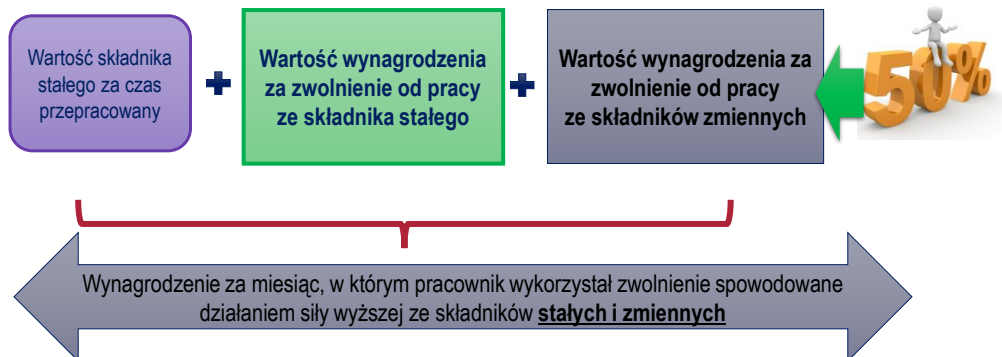 Wartość składnika
stałego za czas
przepracowany
+
Wartość wynagrodzenia
za zwolnienie od pracy
ze składnika stałego
+
Wartość wynagrodzenia za
zwolnienie od pracy
ze składników zmiennych
50%
Wynagrodzenie za miesiąc, w którym pracownik wykorzystał zwolnienie spowodowane
działaniem siły wyższej ze składników stałych i zmiennych